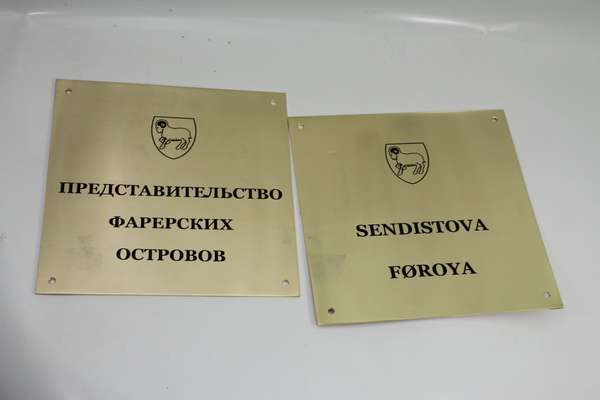 ПРЕДСТАВИТЕЛЬСТВО
ФАРЕРСКИХ
ОСТРОВОВ
SENDISTOVA
FØROYA